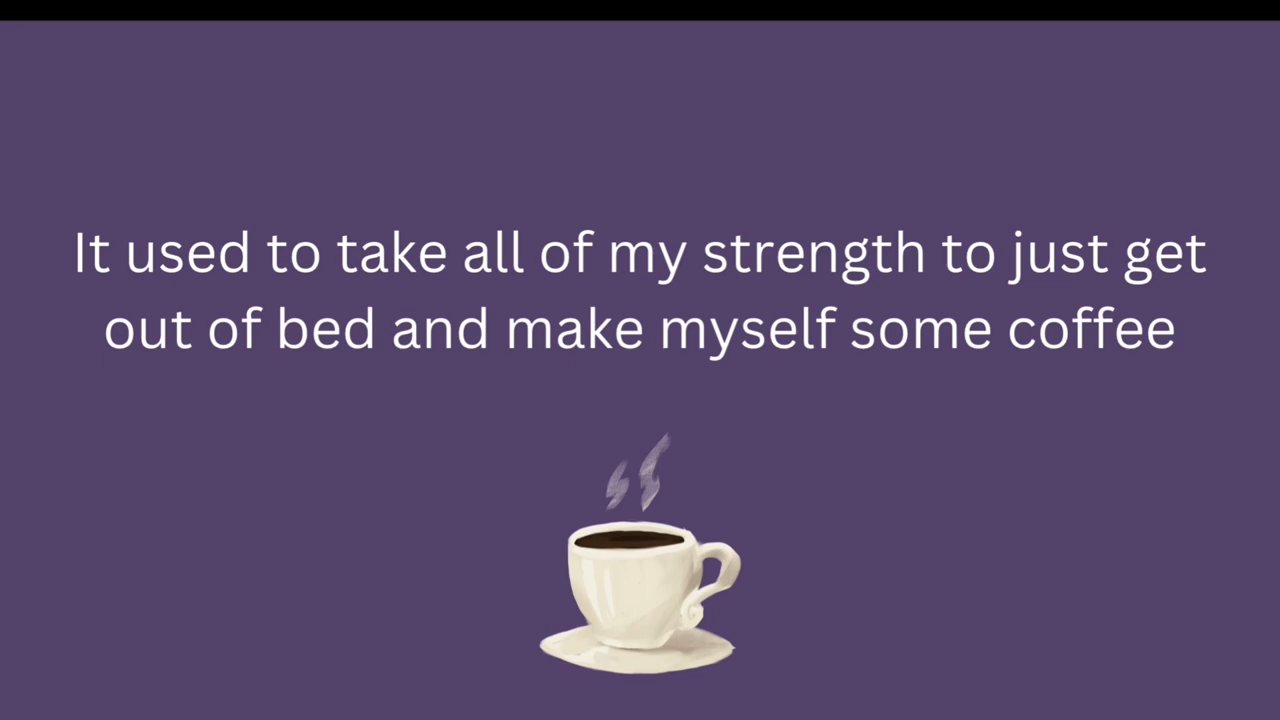 It used to take all of my strength to just get
out of bed and make myself some coffee